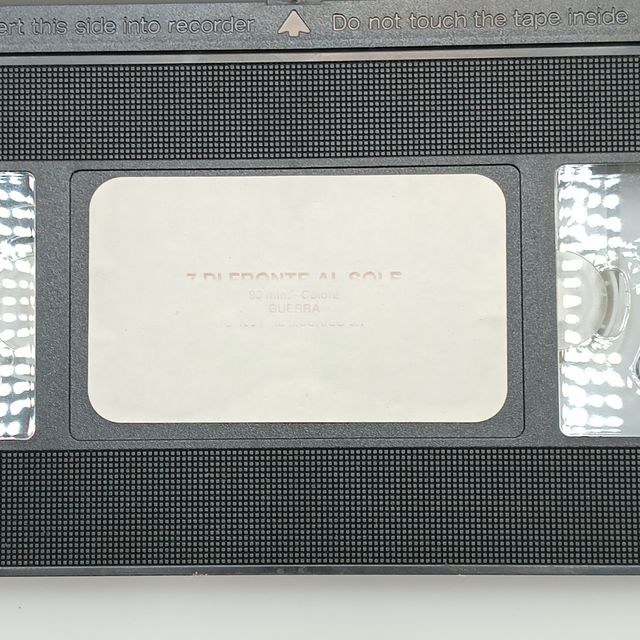 ert this side into recorder
Do not touch the tape inside
7 DI FRONTE AL SOLE
95 min. - Colore
GUERRA